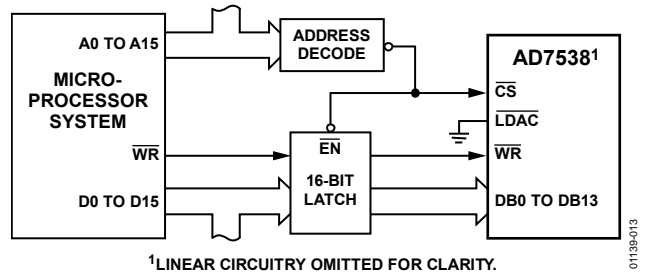 A0 TO A15
MICRO-
PROCESSOR
SYSTEM
WR
D0 TO D15
ADDRESS
DECODE
EN
16-BIT
LATCH
AD7538¹
CS
LDAC
WR
DB0 TO DB13
¹LINEAR CIRCUITRY OMITTED FOR CLARITY.
01139-013